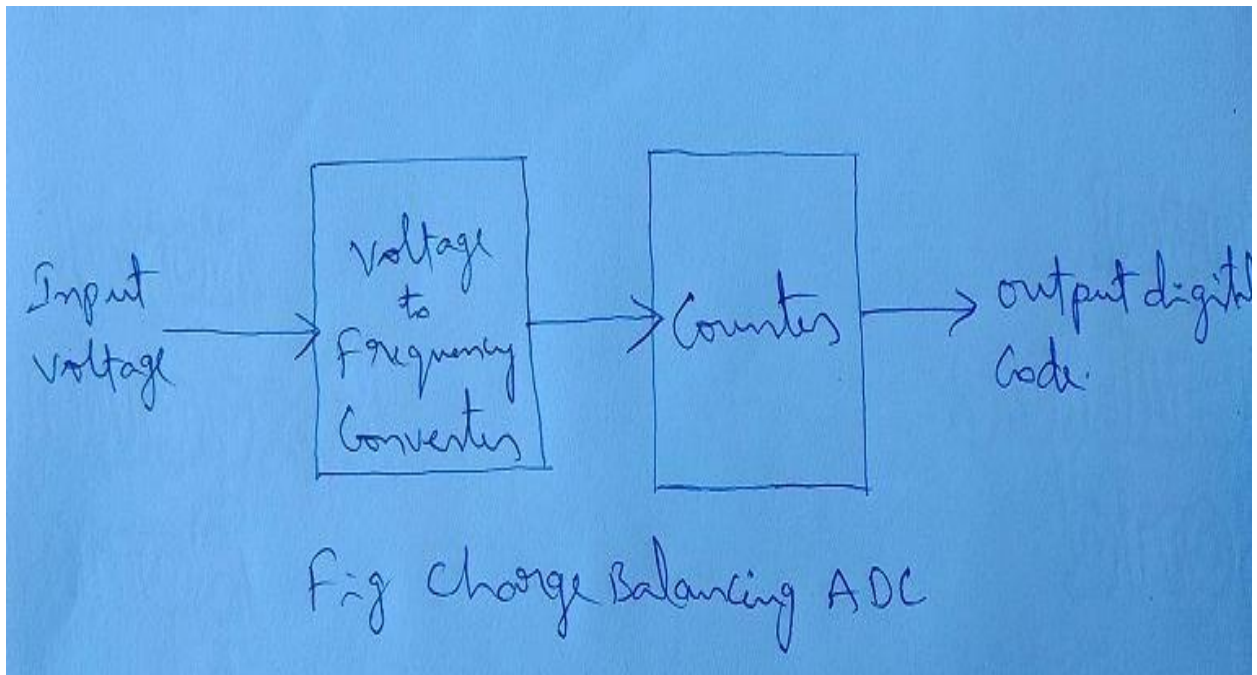 Input
voltage
Voltage
to
Frequency
Converter
Counter
output digital
Code.
Fig Charge Balancing ADC